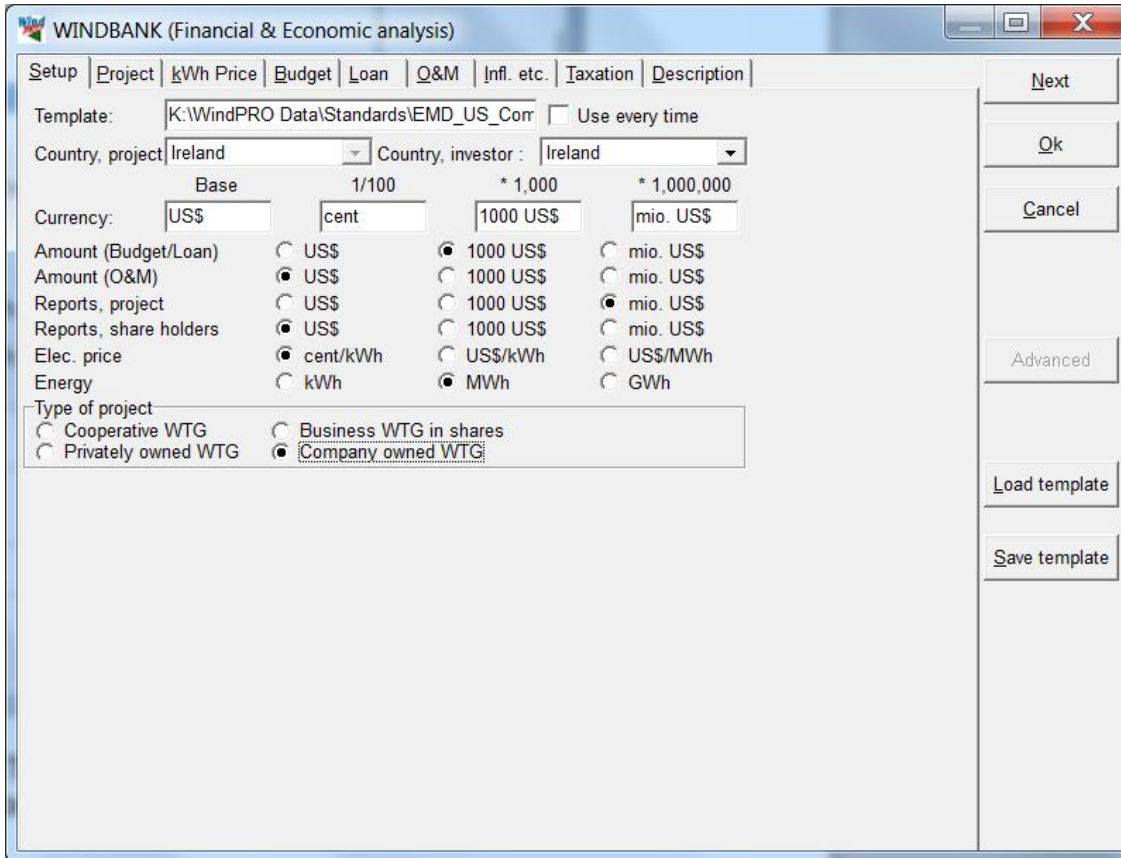 WINDBANK (Financial & Economic analysis)
Setup Project kWh Price Budget Loan O&M Infl. etc. Taxation Description
Next
Template: K:\WindPRO Data\Standards\EMD_US_Com Use every time
Ok
Country, project Ireland Country, investor : Ireland
Base 1/100 * 1,000 * 1,000,000
Cancel
Currency: US$ cent 1000 US$ mio. US$
Amount (Budget/Loan) US$ 1000 US$ mio. US$
Amount (O&M) US$ 1000 US$ mio. US$
Reports, project US$ 1000 US$ mio. US$
Reports, share holders US$ 1000 US$ mio. US$
Elec. price cent/kWh US$/kWh US$/MWh
Advanced
Energy kWh MWh GWh
Type of project
Cooperative WTG Business WTG in shares
Privately owned WTG Company owned WTG
Load template
Save template